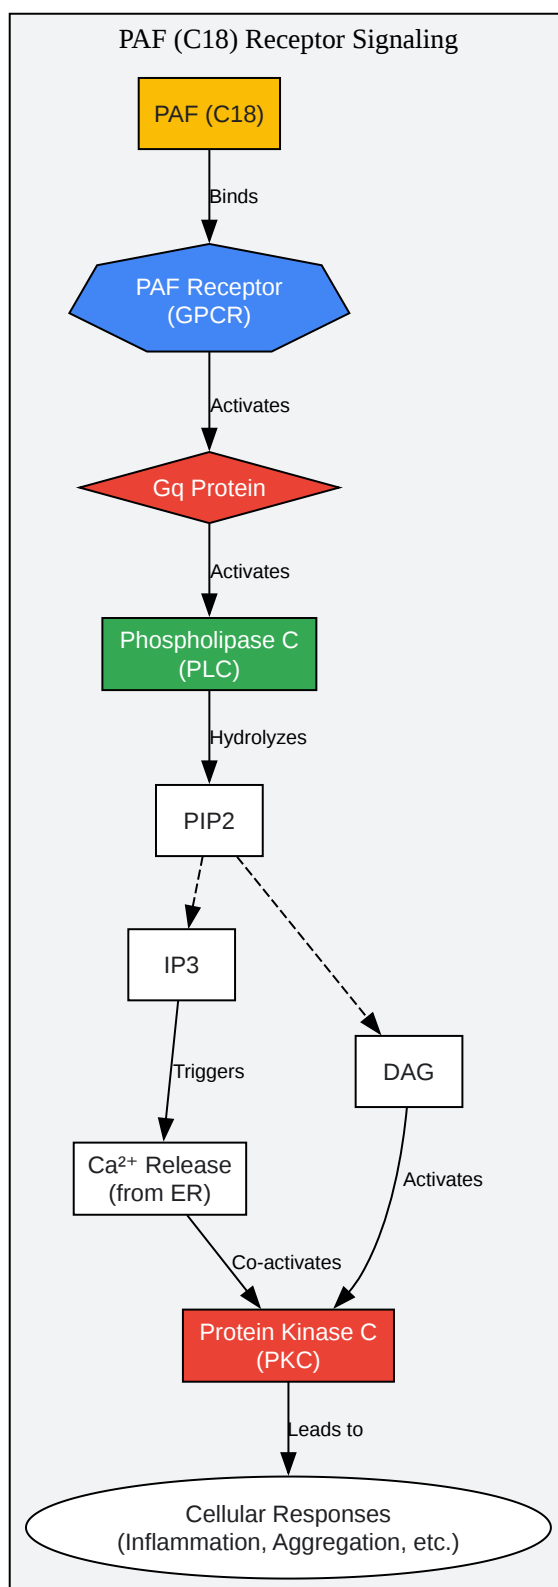 PAF (C18) Receptor Signaling
PAF (C18)
Binds
PAF Receptor
(GPCR)
Activates
Gq Protein
Activates
Phospholipase C
(PLC)
Hydrolyzes
PIP2
IP3
DAG
Triggers
Ca²⁺ Release
(from ER)
Activates
Co-activates
Protein Kinase C
(PKC)
Leads to
Cellular Responses
(Inflammation, Aggregation, etc.)